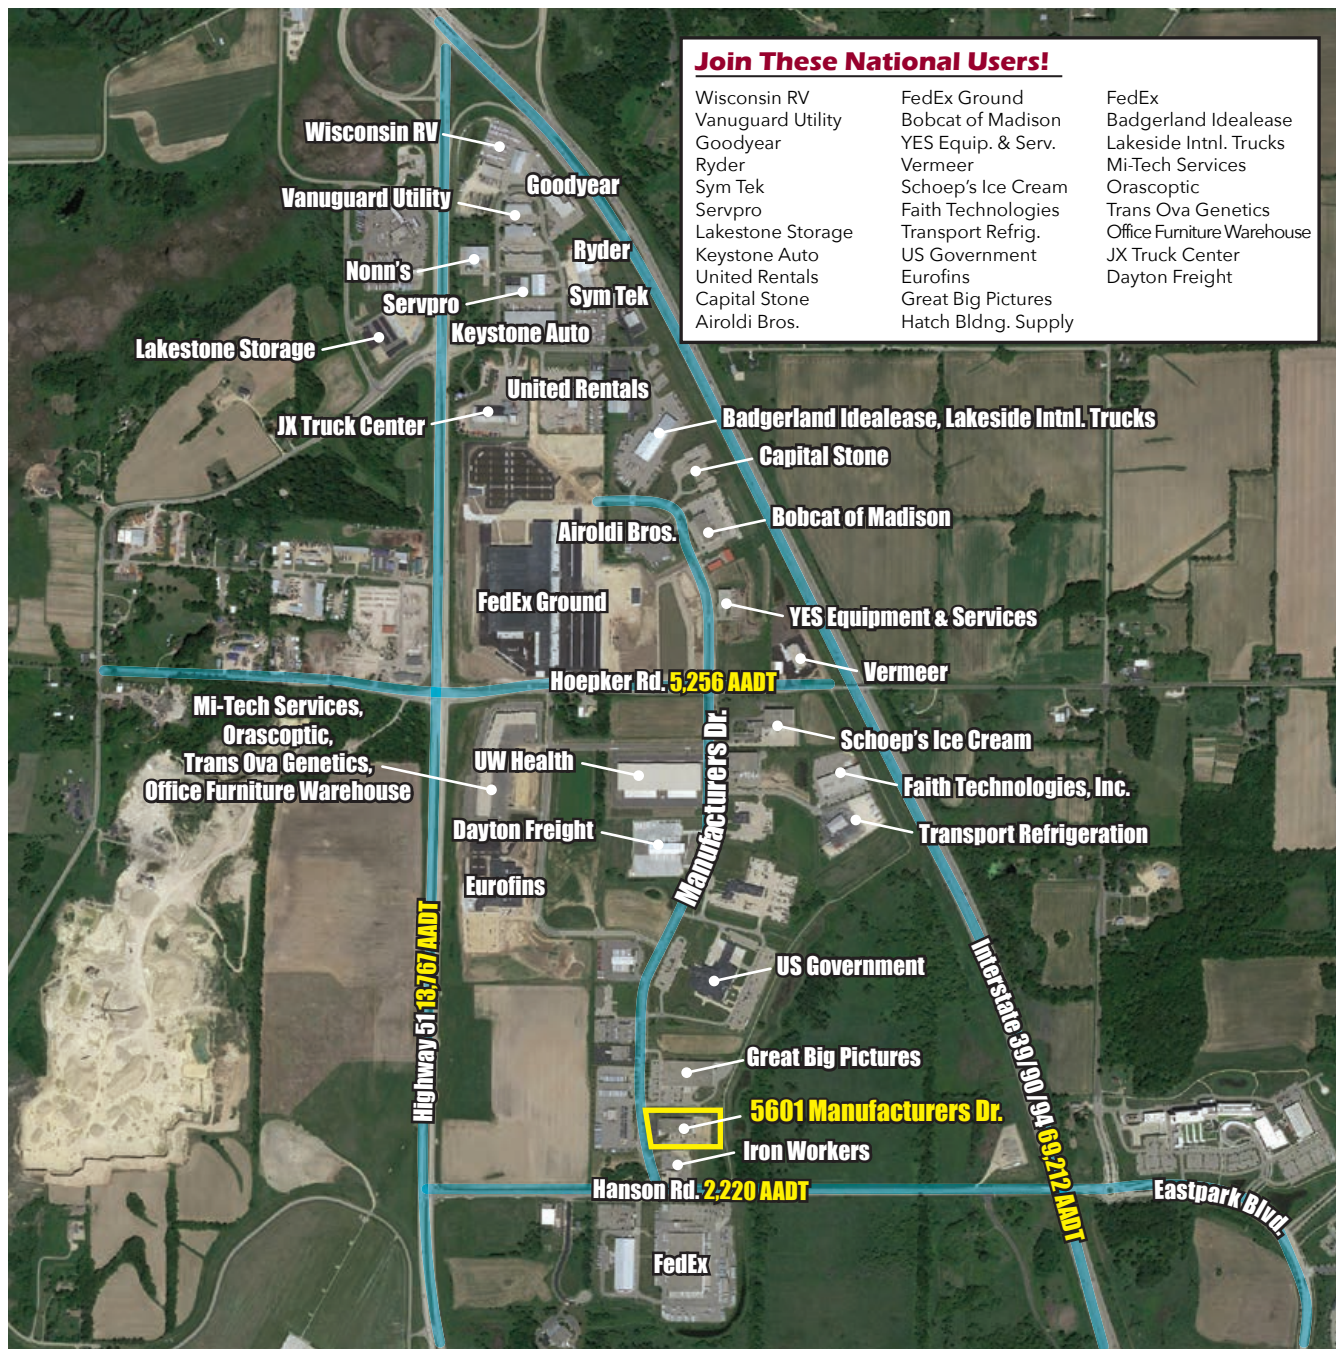 Join These National Users!
Wisconsin RV
Vanuguard Utility
Goodyear
Ryder
Sym Tek
Servpro
Lakestone Storage
Keystone Auto
United Rentals
Capital Stone
Airoldi Bros.
FedEx Ground
Bobcat of Madison
YES Equip. & Serv.
Vermeer
Schoep's Ice Cream
Faith Technologies
Transport Refrig.
US Government
Eurofins
Great Big Pictures
Hatch Bldng. Supply
FedEx
Badgerland Idealease
Lakeside Intnl. Trucks
Mi-Tech Services
Orascoptic
Trans Ova Genetics
Office Furniture Warehouse
JX Truck Center
Dayton Freight
Wisconsin RV
Goodyear
Vanuguard Utility
Ryder
Nonn's
Sym Tek
Servpro
Keystone Auto
Lakestone Storage
United Rentals
JX Truck Center
Badgerland Idealease, Lakeside Intnl. Trucks
Capital Stone
Bobcat of Madison
Airoldi Bros.
FedEx Ground
YES Equipment & Services
Vermeer
Hoepker Rd. 5,256 AADT
Mi-Tech Services,
Orascoptic,
Trans Ova Genetics,
Office Furniture Warehouse
Manufacturers Dr.
Schoep's Ice Cream
UW Health
Faith Technologies, Inc.
Dayton Freight
Transport Refrigeration
Eurofins
Highway 51 13,767 AADT
US Government
Interstate 39/90/94 69,212 AADT
Great Big Pictures
5601 Manufacturers Dr.
Iron Workers
Hanson Rd. 2,220 AADT
Eastpark Blvd.
FedEx